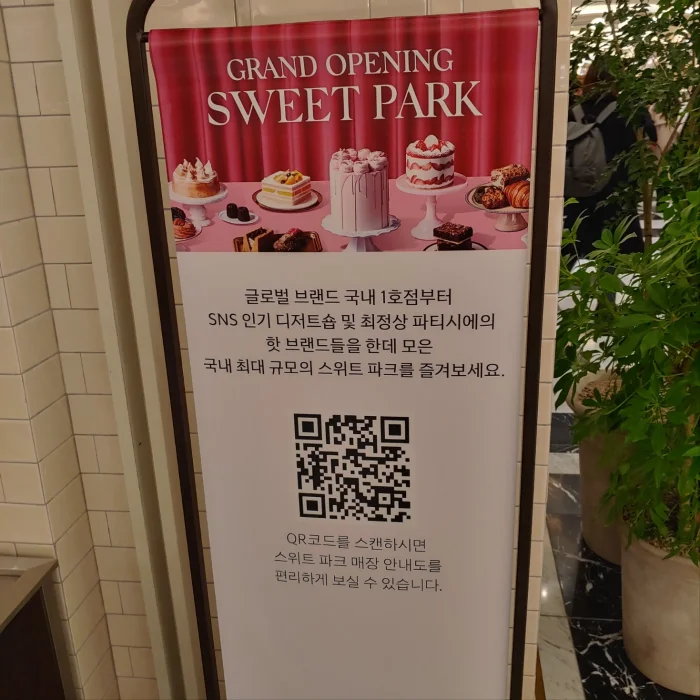 GRAND OPENING
SWEET PARK
글로벌 브랜드 국내 1호점부터
SNS 인기 디저트숍 및 최정상 파티시에의
핫 브랜드들을 한데 모은
국내 최대 규모의 스위트 파크를 즐겨보세요.
QR코드를 스캔하시면
스위트 파크 매장 안내도를
편리하게 보실 수 있습니다.